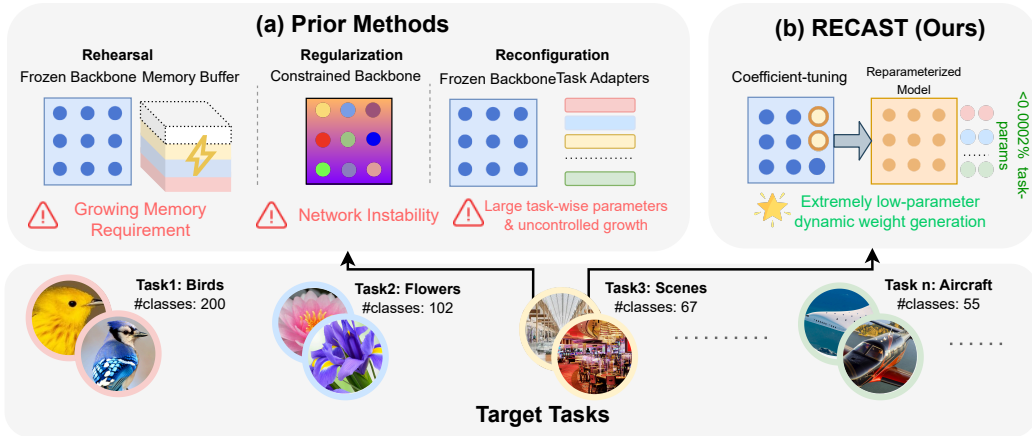 (a) Prior Methods
Rehearsal
Frozen Backbone
Memory Buffer
Growing Memory
Requirement
Regularization
Constrained Backbone
Network Instability
Reconfiguration
Frozen Backbone
Task Adapters
Large task-wise parameters
& uncontrolled growth
(b) RECAST (Ours)
Coefficient-tuning
Reparameterized
Model
<0.0002% task-
params
Extremely low-parameter
dynamic weight generation
Task1: Birds
#classes: 200
Task2: Flowers
#classes: 102
Task3: Scenes
#classes: 67
Task n: Aircraft
#classes: 55
Target Tasks